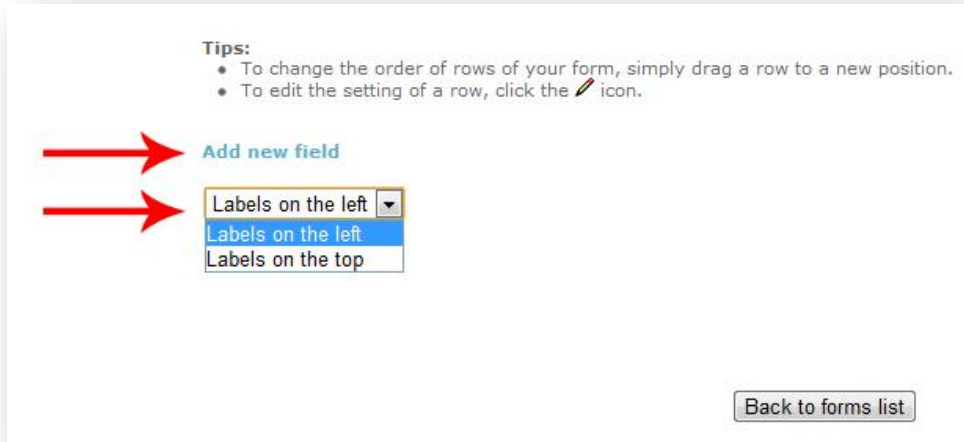 Tips:
• To change the order of rows of your form, simply drag a row to a new position.
• To edit the setting of a row, click the icon.
Add new field
Labels on the left
Labels on the left
Labels on the top
Back to forms list